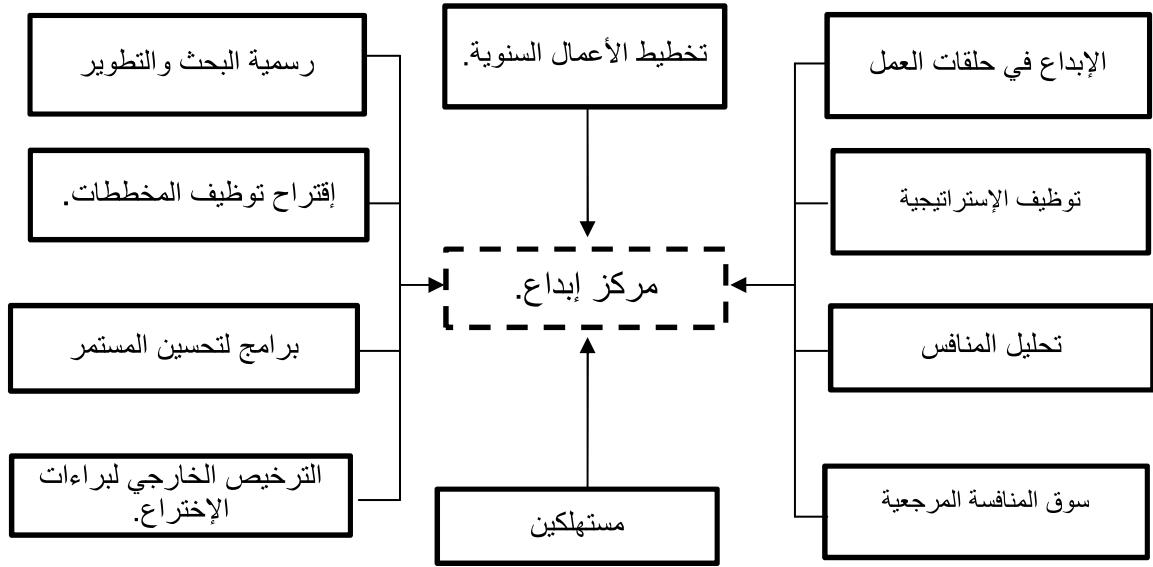 الإبداع في حلقات العمل
تخطيط الأعمال السنوية.
رسمية البحث والتطوير
توظيف الإستراتيجية
إقتراح توظيف المخططات.
مركز إبداع.
تحليل المنافس
برامج لتحسين المستمر
سوق المنافسة المرجعية
مستهلكين
الترخيص الخارجي لبراءات
الإختراع.